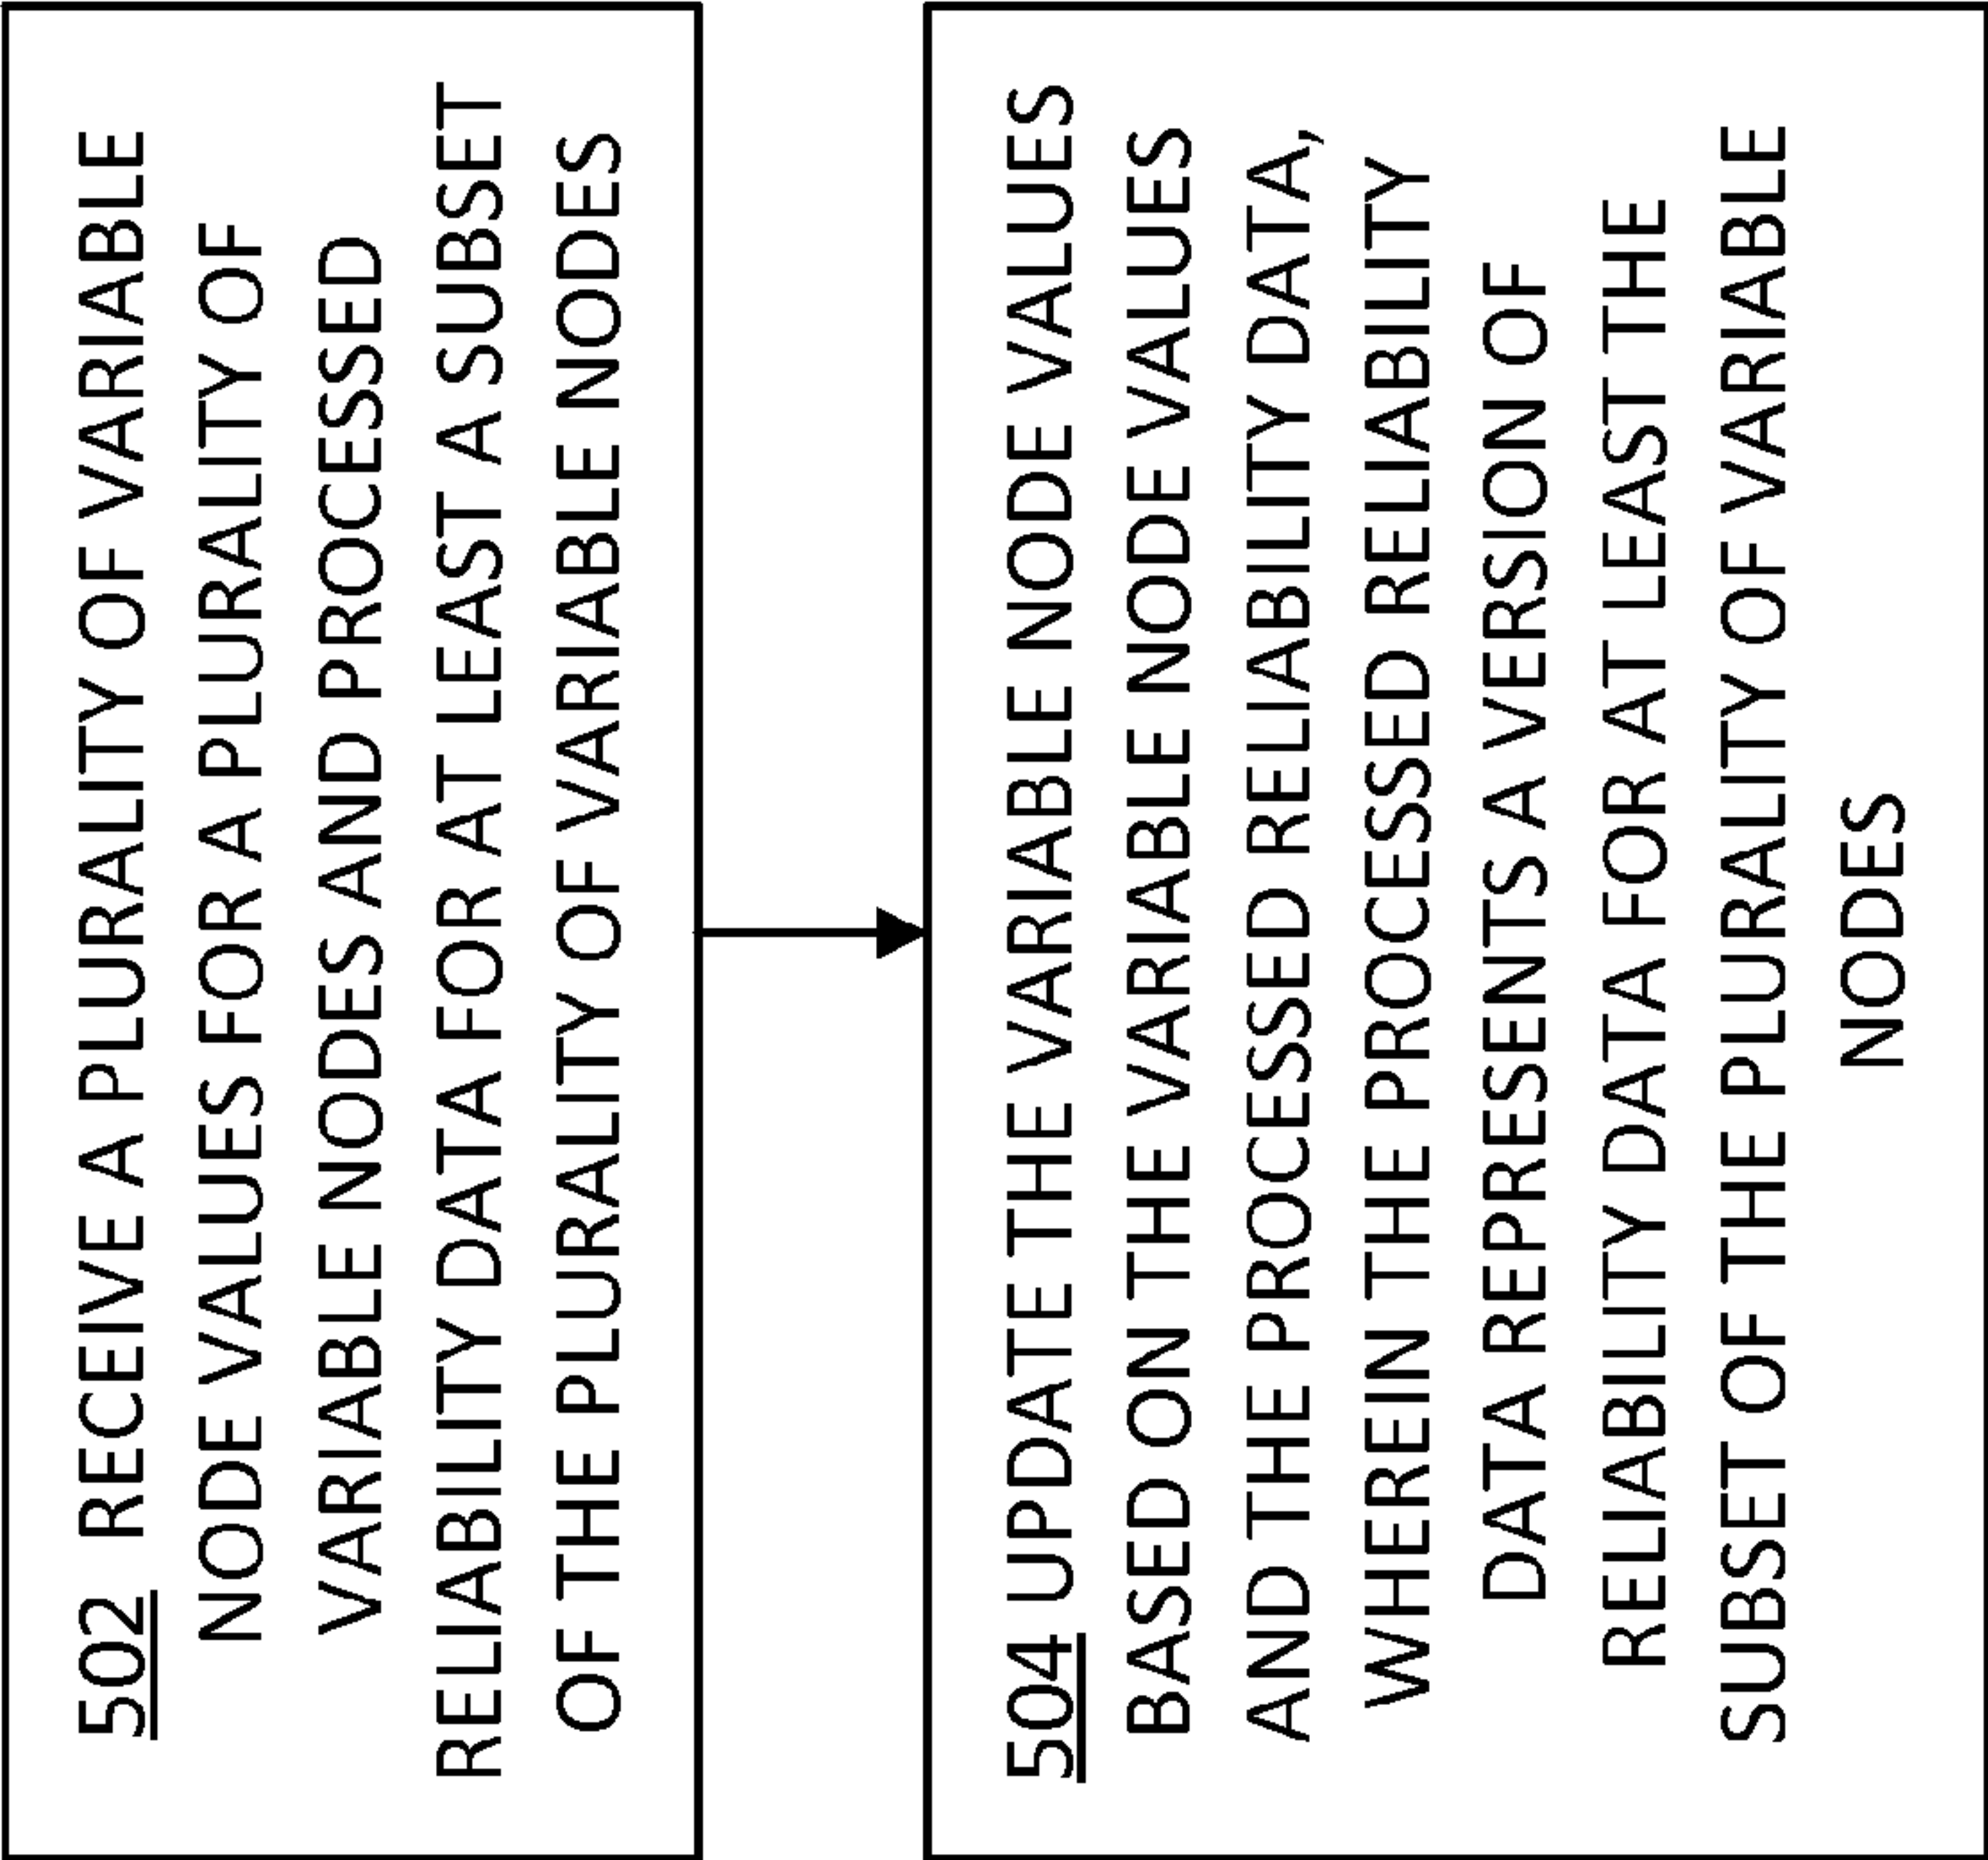 502 RECEIVE A PLURALITY OF VARIABLE
NODE VALUES FOR A PLURALITY OF
VARIABLE NODES AND PROCESSED
RELIABILITY DATA FOR AT LEAST A SUBSET
OF THE PLURALITY OF VARIABLE NODES
504 UPDATE THE VARIABLE NODE VALUES
BASED ON THE VARIABLE NODE VALUES
AND THE PROCESSED RELIABILITY DATA,
WHEREIN THE PROCESSED RELIABILITY
DATA REPRESENTS A VERSION OF
RELIABILITY DATA FOR AT LEAST THE
SUBSET OF THE PLURALITY OF VARIABLE
NODES